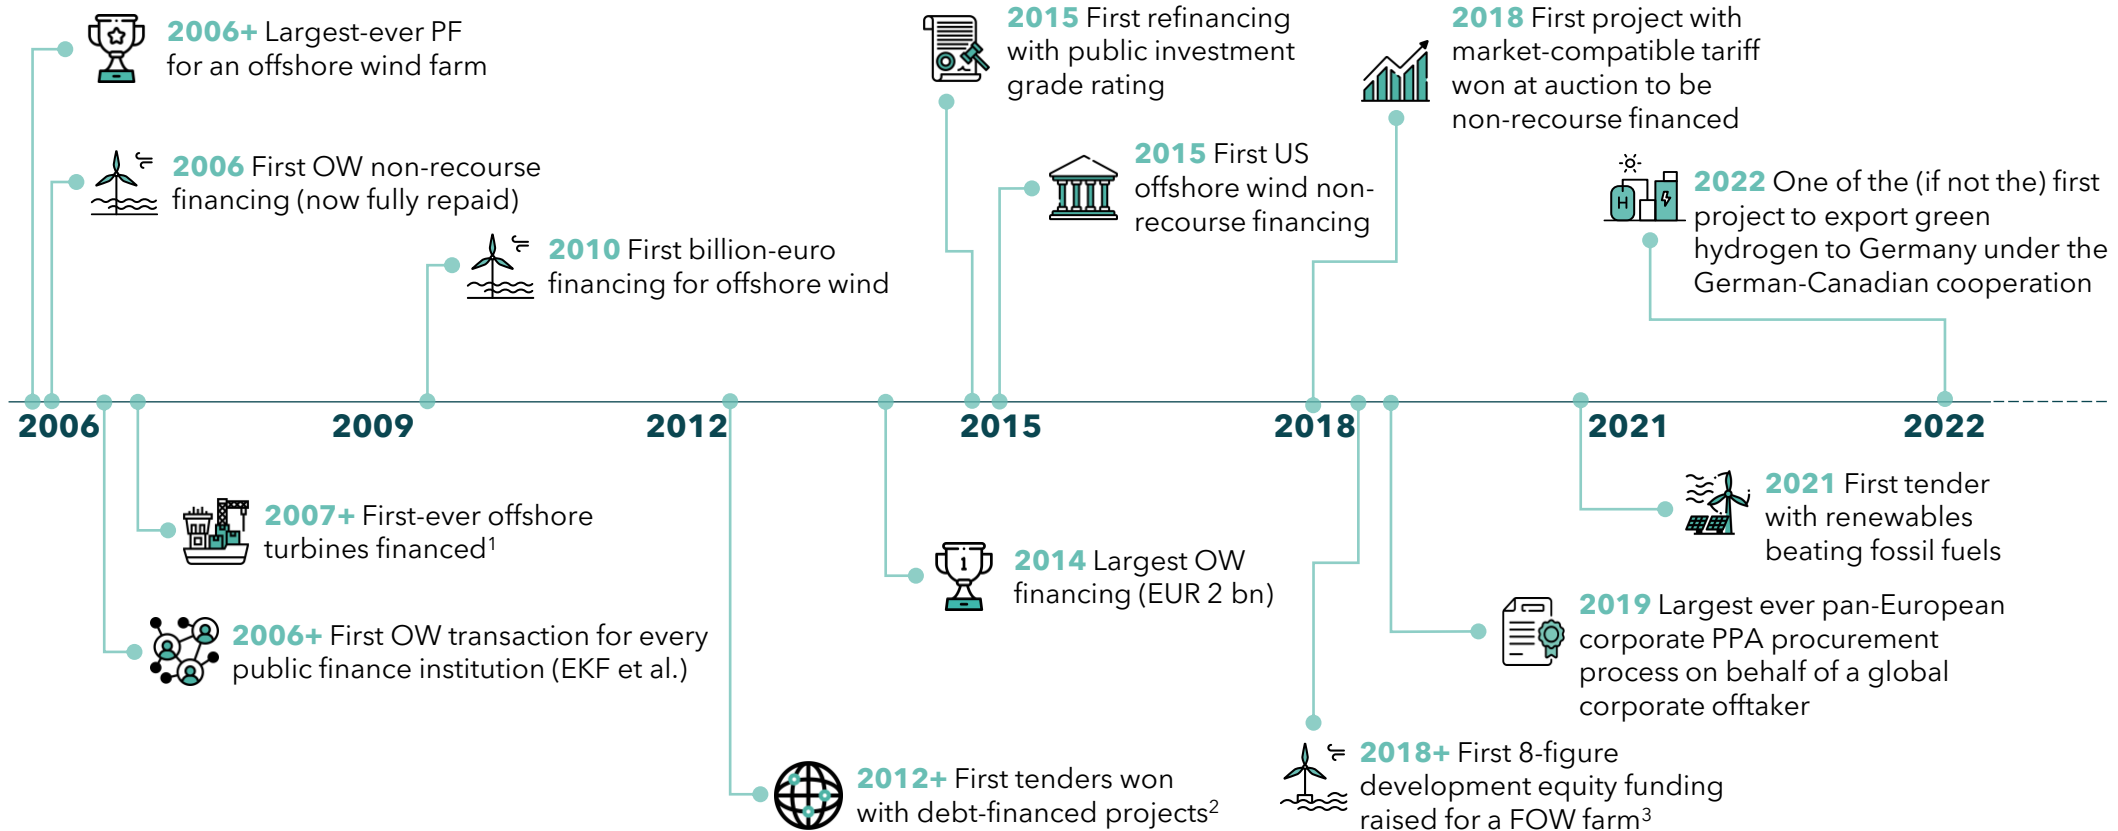 2006+ Largest-ever PF
for an offshore wind farm
2006 First OW non-recourse
financing (now fully repaid)
2010 First billion-euro
financing for offshore wind
2015 First refinancing
with public investment
grade rating
2015 First US
offshore wind non-
recourse financing
2018 First project with
market-compatible tariff
won at auction to be
non-recourse financed
H
2022 One of the (if not the) first
project to export green
hydrogen to Germany under the
German-Canadian cooperation
2006
2009
2012
2015
2018
2021
2022
2007+ First-ever offshore
turbines financed¹
2006+ First OW transaction for every
public finance institution (EKF et al.)
2012+ First tenders won
with debt-financed projects²
1
2014 Largest OW
financing (EUR 2 bn)
2018+ First 8-figure
development equity funding
raised for a FOW farm³
2019 Largest ever pan-European
corporate PPA procurement
process on behalf of a global
corporate offtaker
2021 First tender
with renewables
beating fossil fuels